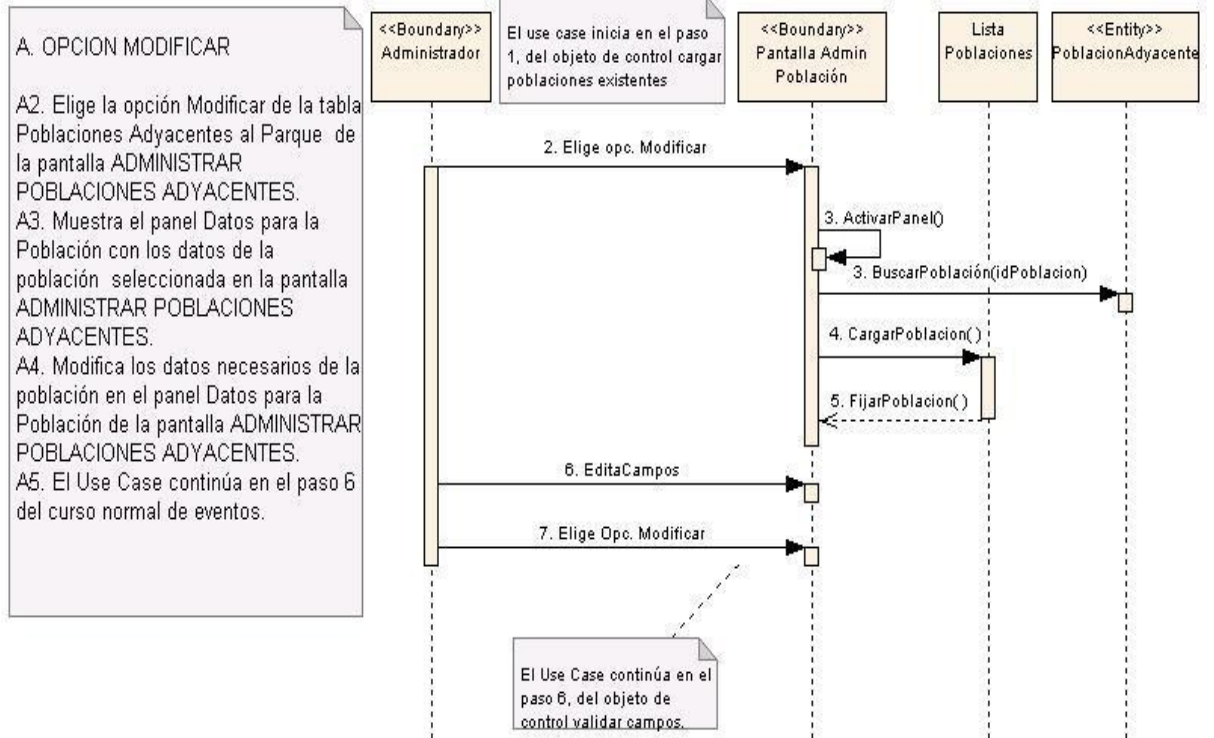 A. OPCION MODIFICAR
A2. Elige la opción Modificar de la tabla
Poblaciones Adyacentes al Parque de
la pantalla ADMINISTRAR
POBLACIONES ADYACENTES.
A3. Muestra el panel Datos para la
Población con los datos de la
población seleccionada en la pantalla
ADMINISTRAR POBLACIONES
ADYACENTES.
A4. Modifica los datos necesarios de la
población en el panel Datos para la
Población de la pantalla ADMINISTRAR
POBLACIONES ADYACENTES.
A5. El Use Case continúa en el paso 6
del curso normal de eventos.
<<Boundary>>
Administrador
El use case inicia en el paso
1, del objeto de control cargar
poblaciones existentes
<<Boundary>>
Pantalla Admin
Población
Lista
Poblaciones
<<Entity>>
PoblacionAdyacente
2. Elige opc. Modificar
3. ActivarPanel()
3. BuscarPoblación(idPoblacion)
4. CargarPoblacion( )
5. FijarPoblacion( )
6. EditaCampos
7. Elige Opc. Modificar
El Use Case continúa en el
paso 6, del objeto de
control validar campos.